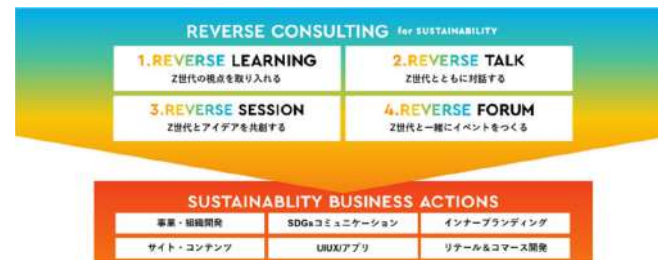 REVERSE CONSULTING for SUSTAINABILITY
1.REVERSE LEARNING
Z世代の視点を取り入れる
2.REVERSE TALK
Z世代とともに対話する
3.REVERSE SESSION
Z世代とアイデアを共創する
4.REVERSE FORUM
Z世代と一緒にイベントをつくる
SUSTAINABLITY BUSINESS ACTIONS
事業・組織開発
SDGsコミュニケーション
インナーブランディング
サイト・コンテンツ
UIUX/アプリ
リテール&コマース開発